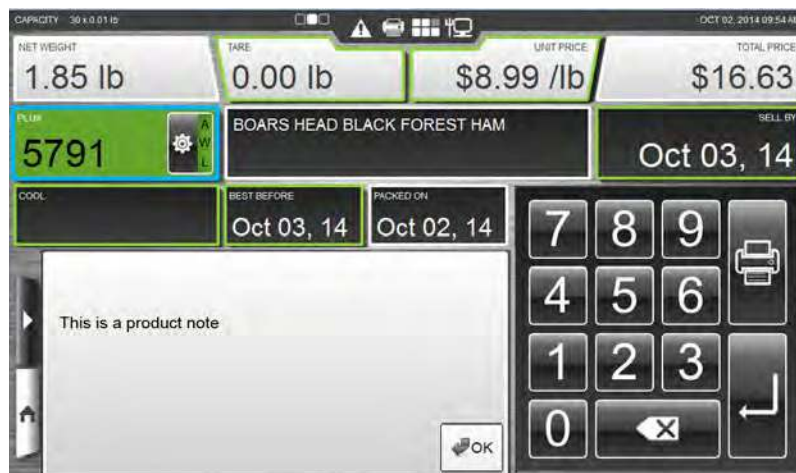 CAPACITY 30 x 0.01 lb
OCT 02, 2014 09:54 AM
NET WEIGHT
1.85 lb
TARE
0.00 lb
UNIT PRICE
$8.99 /lb
TOTAL PRICE
$16.63
PLU#
5791
A
W
L
BOARS HEAD BLACK FOREST HAM
SELL BY
Oct 03, 14
COOL
BEST BEFORE
Oct 03, 14
PACKED ON
Oct 02, 14
This is a product note
OK
7 8 9
4 5 6
1 2 3
0